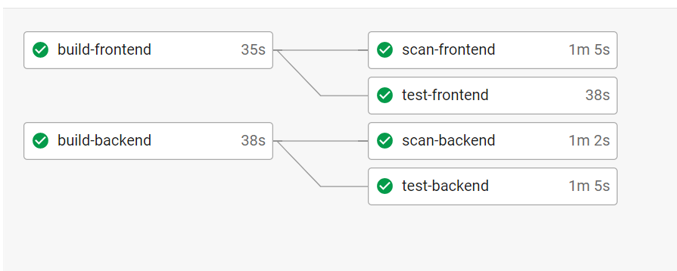 build-frontend 35s
scan-frontend 1m 5s
test-frontend 38s
build-backend 38s
scan-backend 1m 2s
test-backend 1m 5s